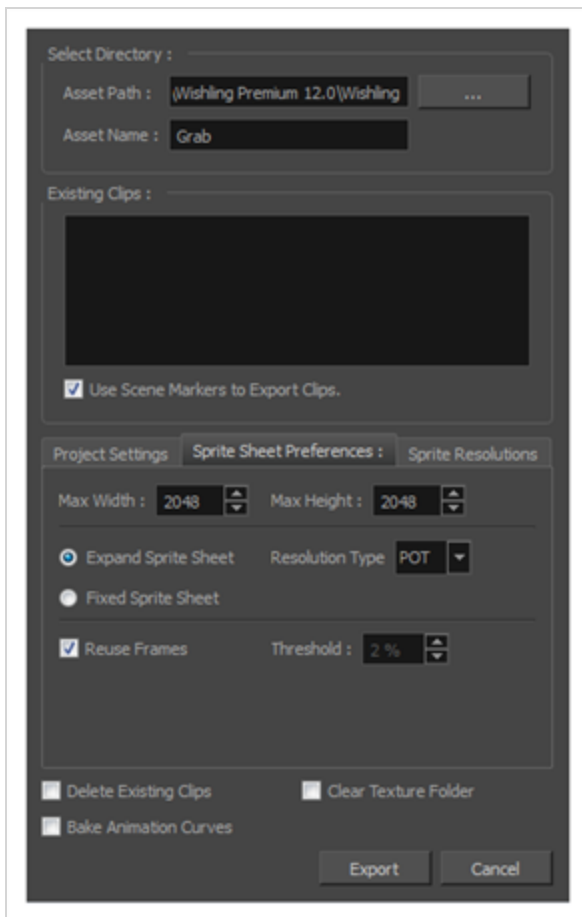 Select Directory :
Asset Path : \Wishling Premium 12.0\Wishling ...
Asset Name : Grab
Existing Clips :
Use Scene Markers to Export Clips.
Project Settings Sprite Sheet Preferences : Sprite Resolutions
Max Width : 2048 Max Height : 2048
Expand Sprite Sheet Resolution Type POT
Fixed Sprite Sheet
Reuse Frames Threshold : 2 %
Delete Existing Clips Clear Texture Folder
Bake Animation Curves
Export Cancel